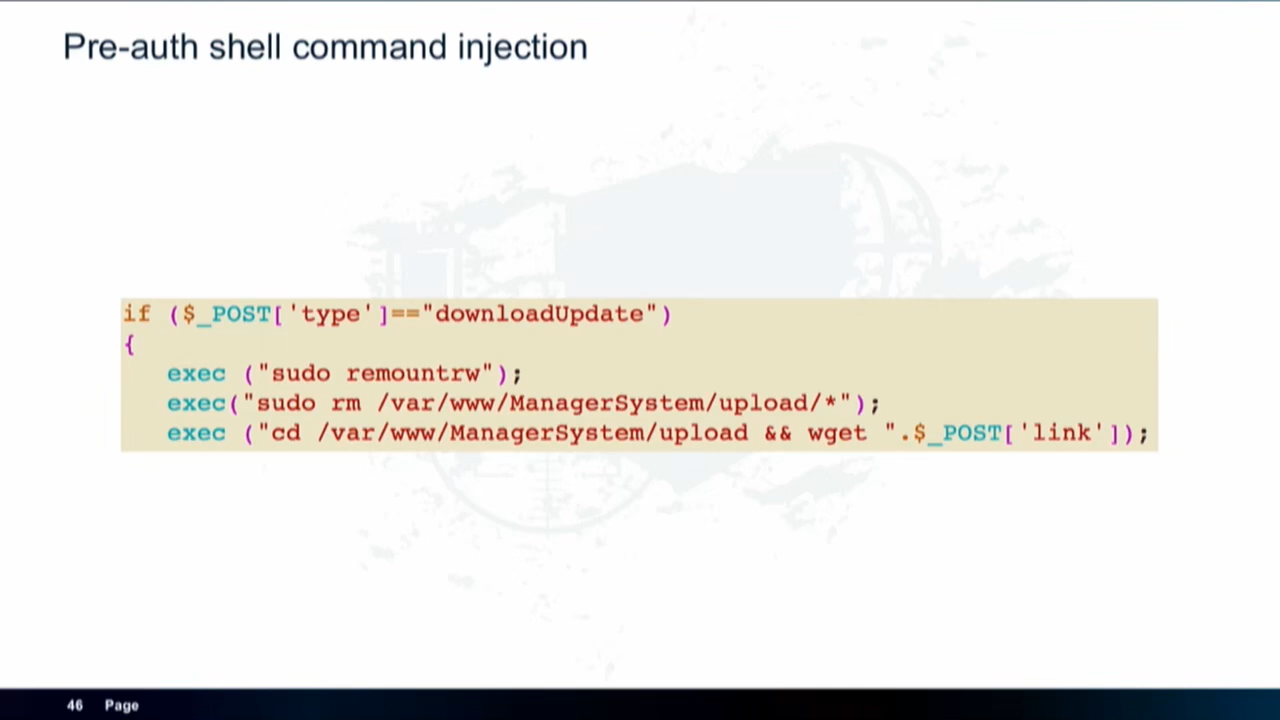 Pre-auth shell command injection
if ($_POST['type']=="downloadUpdate")
{
exec ("sudo remountrw");
exec("sudo rm /var/www/ManagerSystem/upload/*");
exec ("cd /var/www/ManagerSystem/upload && wget ".$_POST['link']);
46 Page